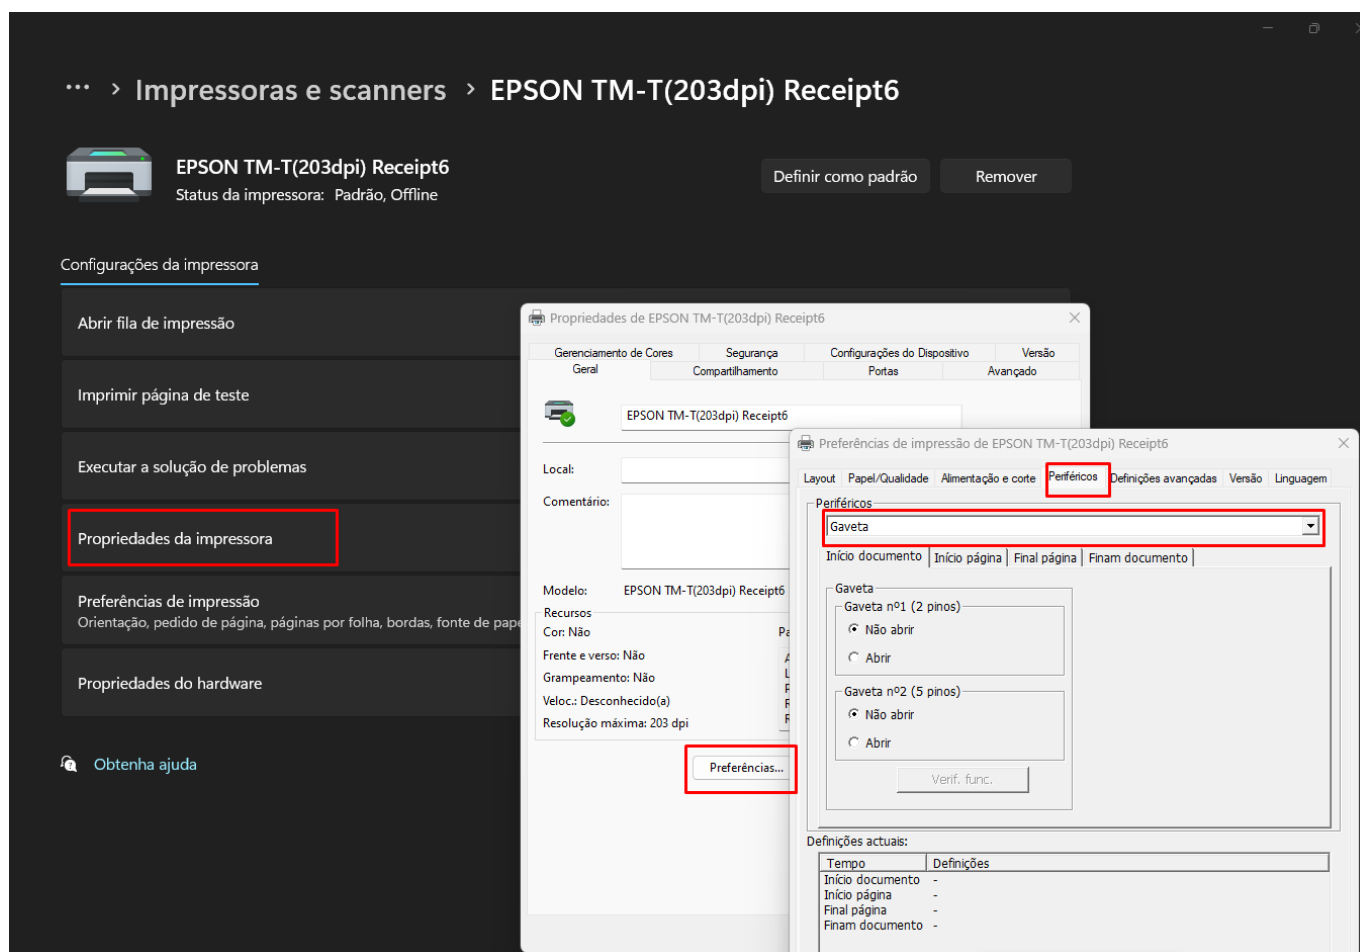 ... > Impressoras e scanners > EPSON TM-T(203dpi) Receipt6
EPSON TM-T(203dpi) Receipt6
Status da impressora: Padrão, Offline
Definir como padrão
Remover
Configurações da impressora
Abrir fila de impressão
Imprimir página de teste
Executar a solução de problemas
Propriedades da impressora
Preferências de impressão
Orientação, pedido de página, páginas por folha, bordas, fonte de pape
Propriedades do hardware
Obtenha ajuda
Propriedades de EPSON TM-T(203dpi) Receipt6
Gerenciamento de Cores Segurança Configurações do Dispositivo Versão
Geral Compartilhamento Portas Avançado
EPSON TM-T(203dpi) Receipt6
Local:
Comentário:
Modelo: EPSON TM-T(203dpi) Receipt6
Recursos
Cor: Não
Frente e verso: Não
Grampeamento: Não
Veloc.: Desconhecido(a)
Resolução máxima: 203 dpi
Preferências...
Preferências de impressão de EPSON TM-T(203dpi) Receipt6
Layout Papel/Qualidade Alimentação e corte Periféricos Definições avançadas Versão Linguagem
Periféricos
Gaveta
Início documento Início página Final página Finam documento
Gaveta
Gaveta nº1 (2 pinos)
Não abrir
Abrir
Gaveta nº2 (5 pinos)
Não abrir
Abrir
Verif. func.
Definições actuais:
Tempo Definições
Início documento -
Início página -
Final página -
Finam documento -